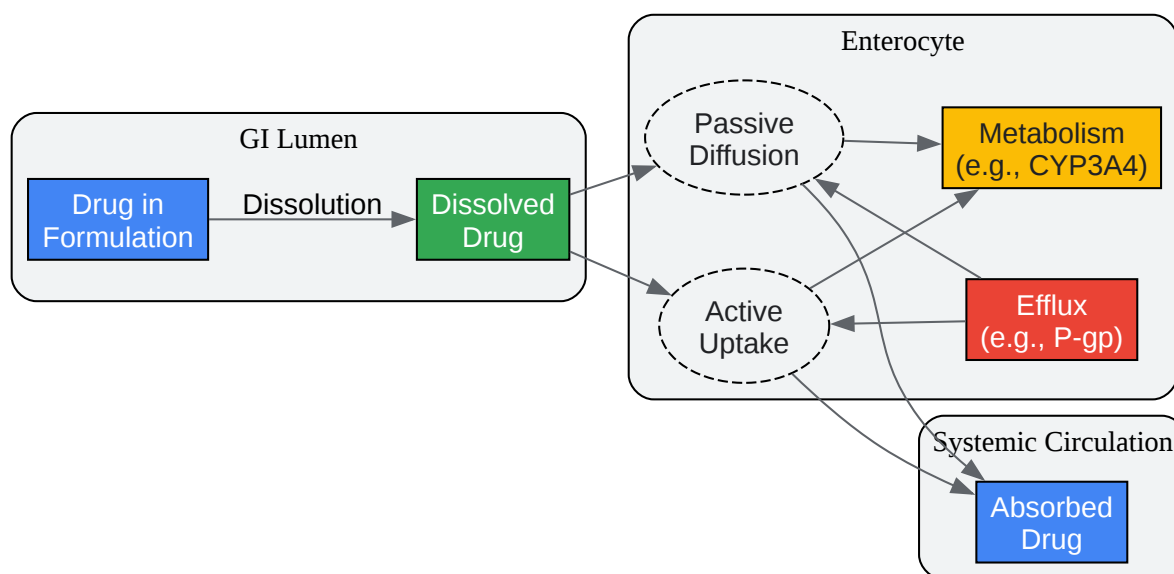 GI Lumen
Drug in
Formulation
Dissolution
Dissolved
Drug
Enterocyte
Passive
Diffusion
Metabolism
(e.g., CYP3A4)
Active
Uptake
Efflux
(e.g., P-gp)
Systemic Circulation
Absorbed
Drug